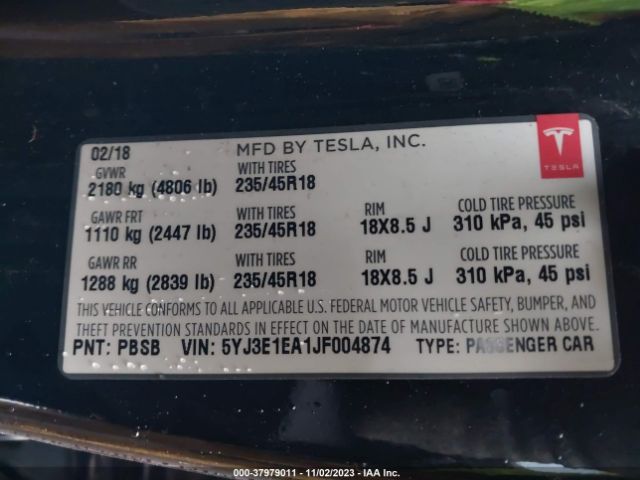 02/18 MFD BY TESLA, INC.
TESLA
GVWR WITH TIRES
2180 kg (4806 lb) 235/45R18
GAWR FRT WITH TIRES RIM COLD TIRE PRESSURE
1110 kg (2447 lb) 235/45R18 18X8.5 J 310 kPa, 45 psi
GAWR RR WITH TIRES RIM COLD TIRE PRESSURE
1288 kg (2839 lb) 235/45R18 18X8.5 J 310 kPa, 45 psi
THIS VEHICLE CONFORMS TO ALL APPLICABLE U.S. FEDERAL MOTOR VEHICLE SAFETY, BUMPER, AND
THEFT PREVENTION STANDARDS IN EFFECT ON THE DATE OF MANUFACTURE SHOWN ABOVE.
PNT: PBSB VIN: 5YJ3E1EA1JF004874 TYPE: PASSENGER CAR
000-37979011 - 11/02/2023 - IAA Inc.